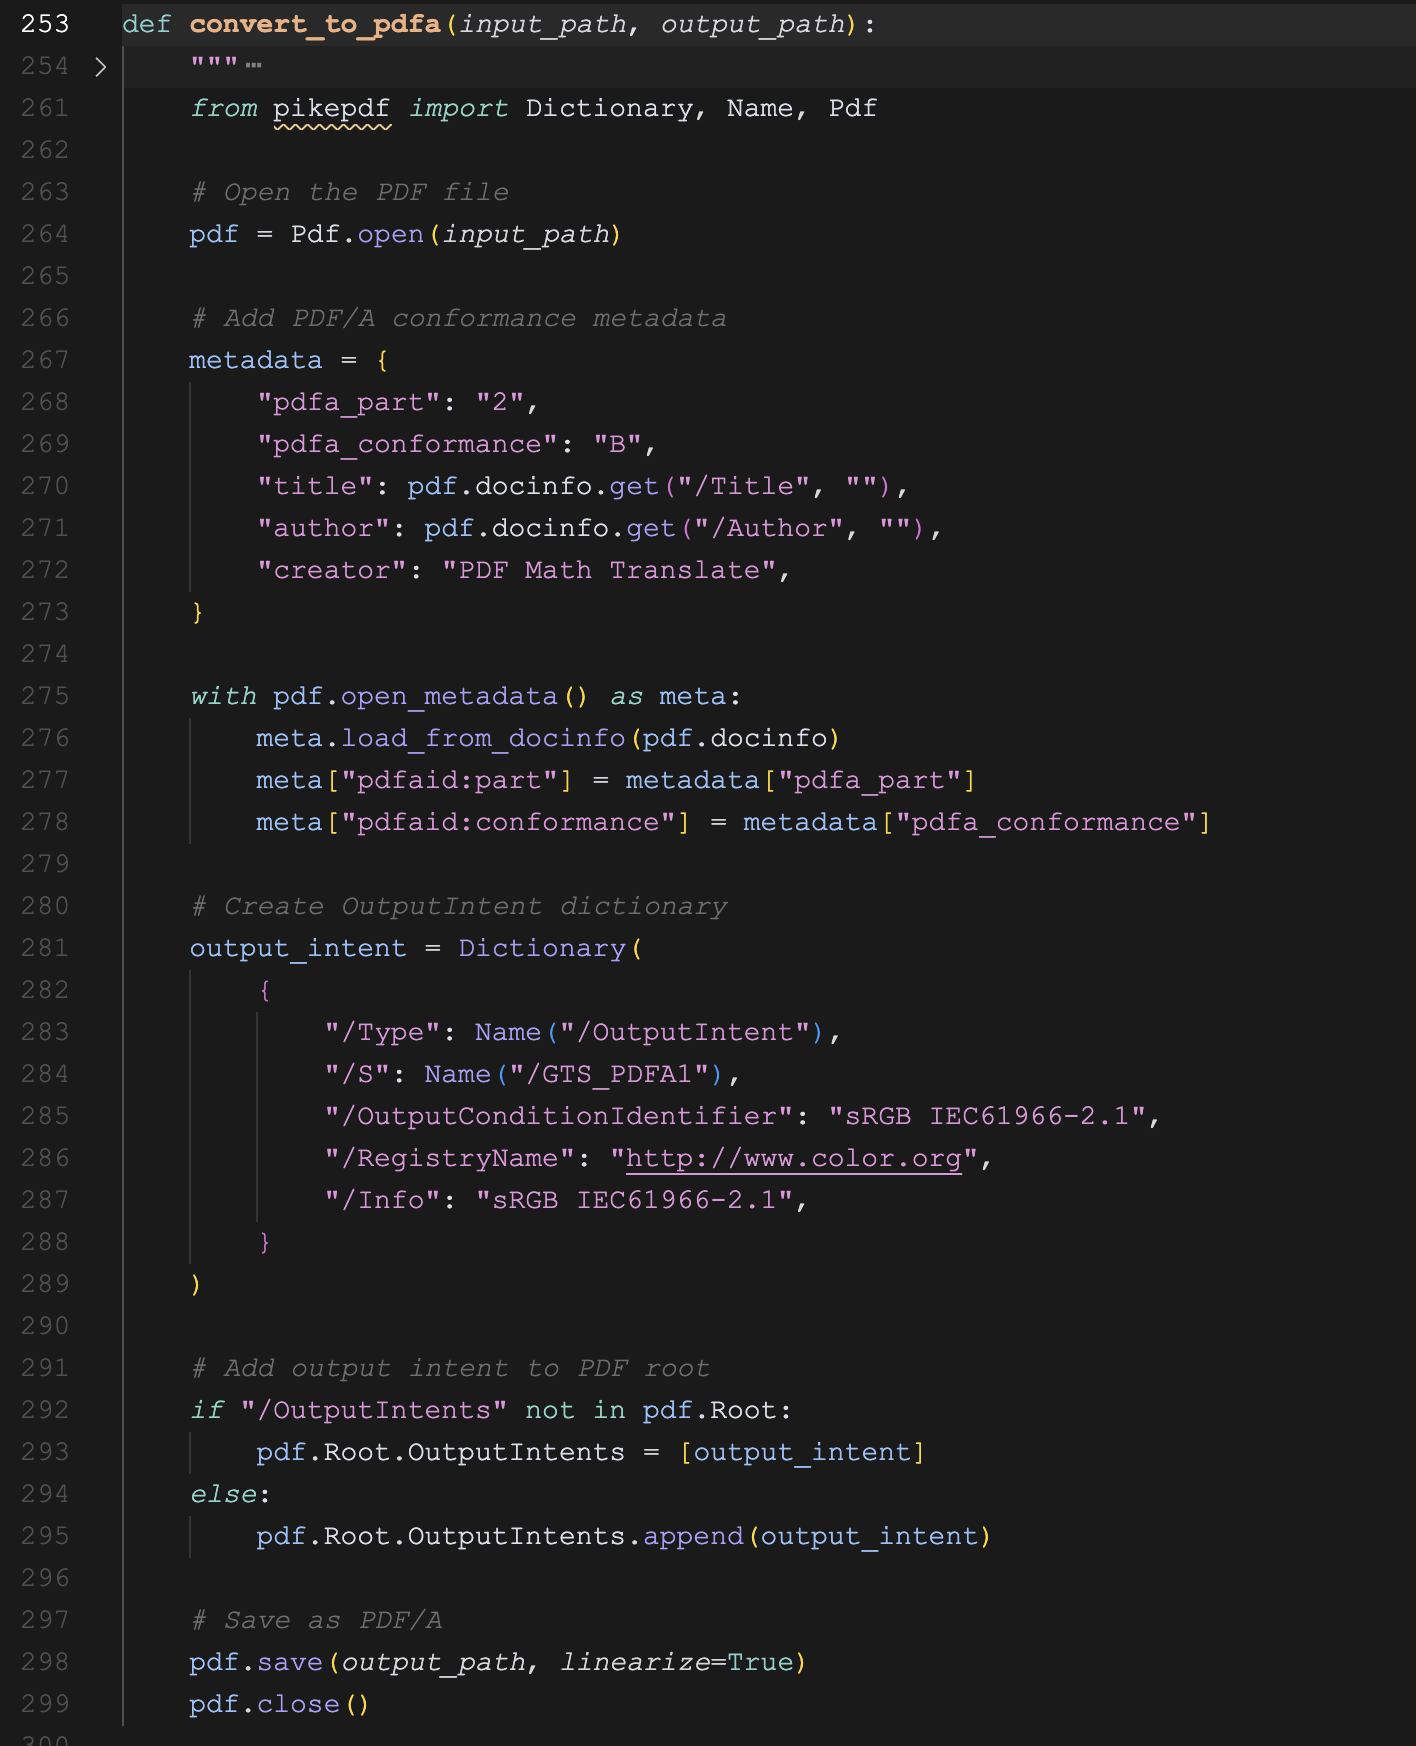 253 def convert_to_pdfa(input_path, output_path):
254 > """…
261 from pikepdf import Dictionary, Name, Pdf
262
263 # Open the PDF file
264 pdf = Pdf.open(input_path)
265
266 # Add PDF/A conformance metadata
267 metadata = {
268 "pdfa_part": "2",
269 "pdfa_conformance": "B",
270 "title": pdf.docinfo.get("/Title", ""),
271 "author": pdf.docinfo.get("/Author", ""),
272 "creator": "PDF Math Translate",
273 }
274
275 with pdf.open_metadata() as meta:
276 meta.load_from_docinfo(pdf.docinfo)
277 meta["pdfaid:part"] = metadata["pdfa_part"]
278 meta["pdfaid:conformance"] = metadata["pdfa_conformance"]
279
280 # Create OutputIntent dictionary
281 output_intent = Dictionary(
282 {
283 "/Type": Name("/OutputIntent"),
284 "/S": Name("/GTS_PDFA1"),
285 "/OutputConditionIdentifier": "sRGB IEC61966-2.1",
286 "/RegistryName": "http://www.color.org",
287 "/Info": "sRGB IEC61966-2.1",
288 }
289 )
290
291 # Add output intent to PDF root
292 if "/OutputIntents" not in pdf.Root:
293 pdf.Root.OutputIntents = [output_intent]
294 else:
295 pdf.Root.OutputIntents.append(output_intent)
296
297 # Save as PDF/A
298 pdf.save(output_path, linearize=True)
299 pdf.close()
300